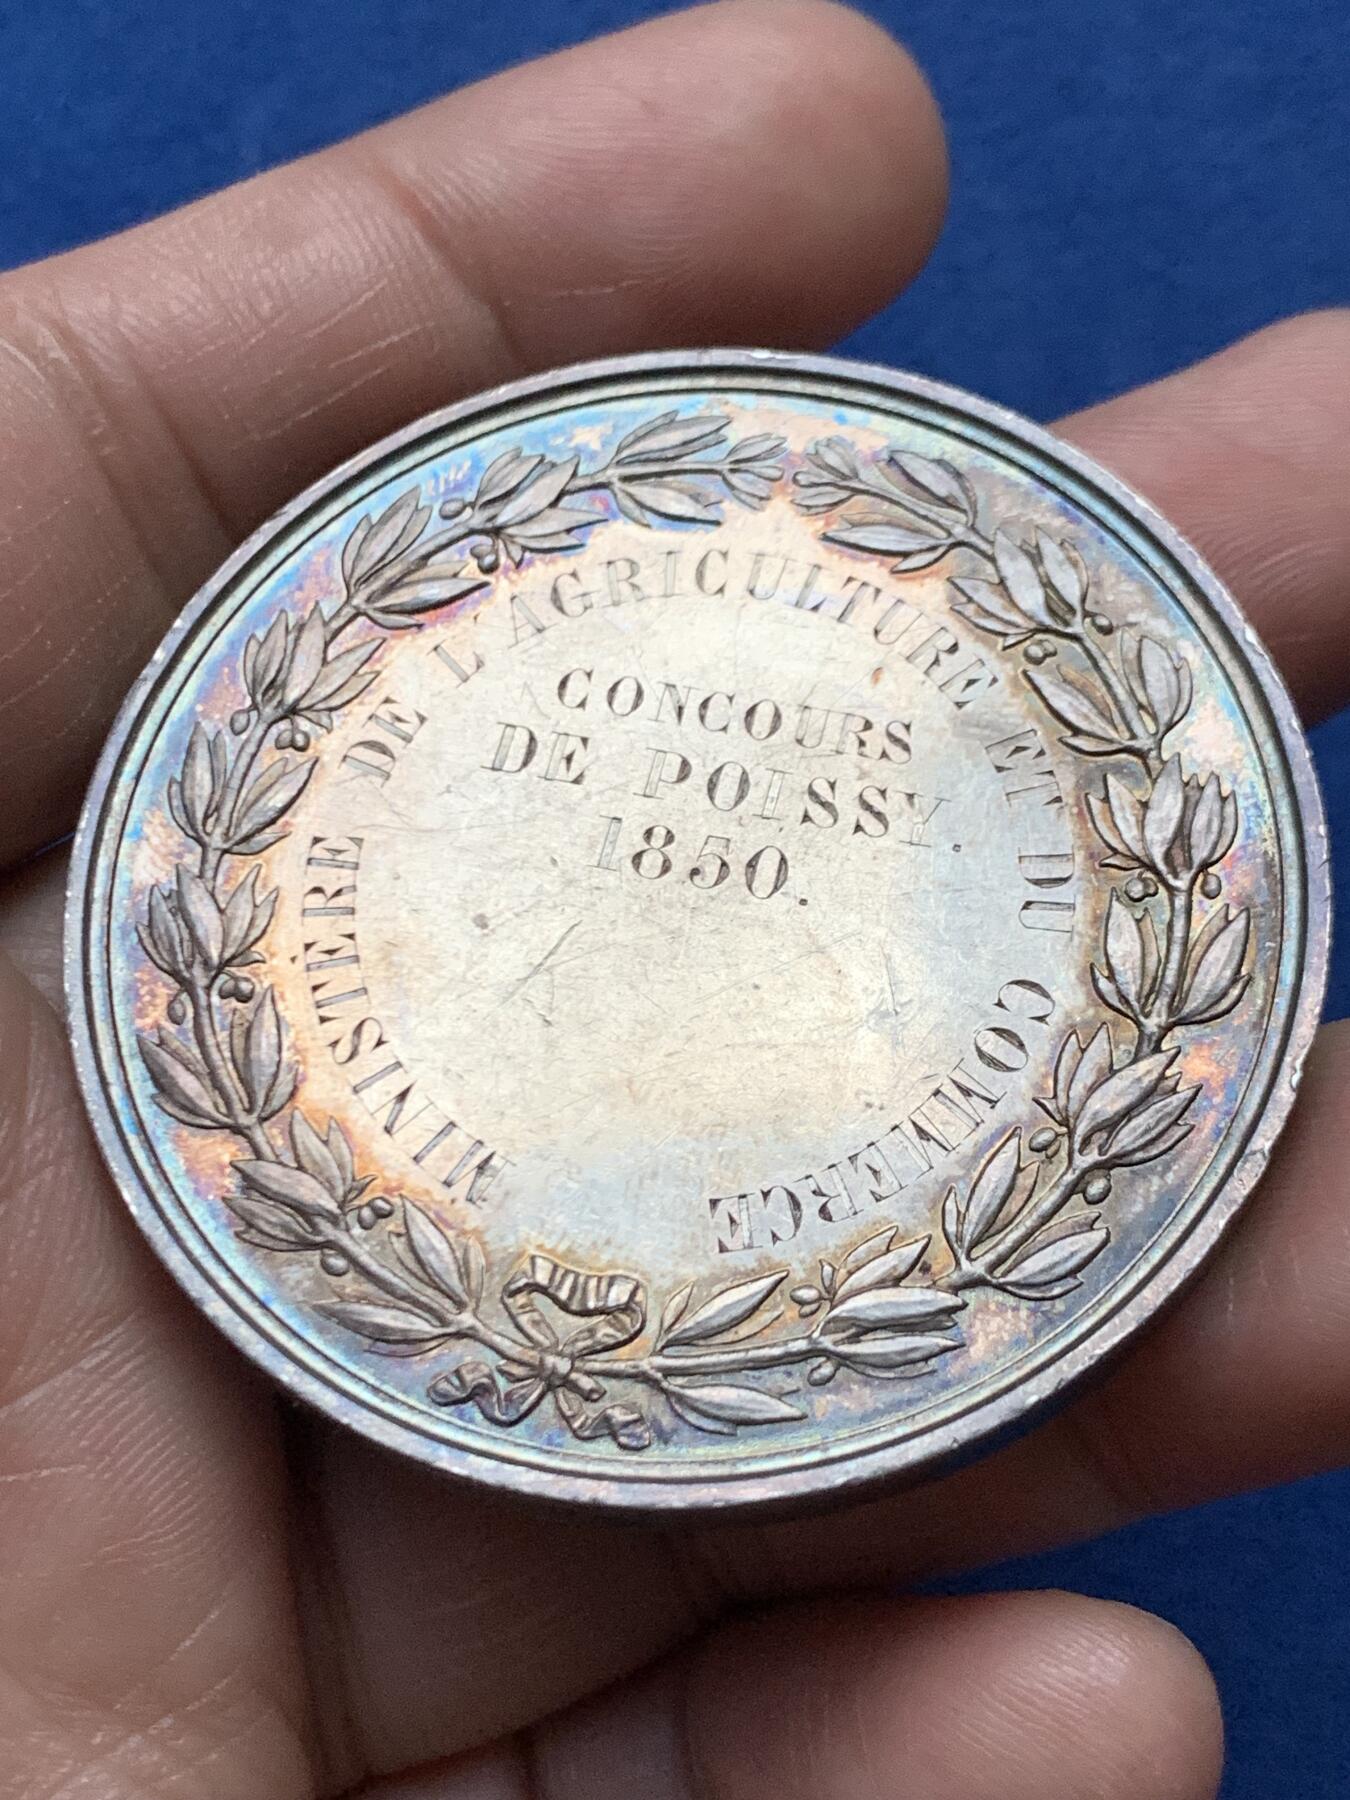 MINISTÈRE DE L'AGRICULTURE ET DU COMMERCE
CONCOURS
DE POISSY.
1850.